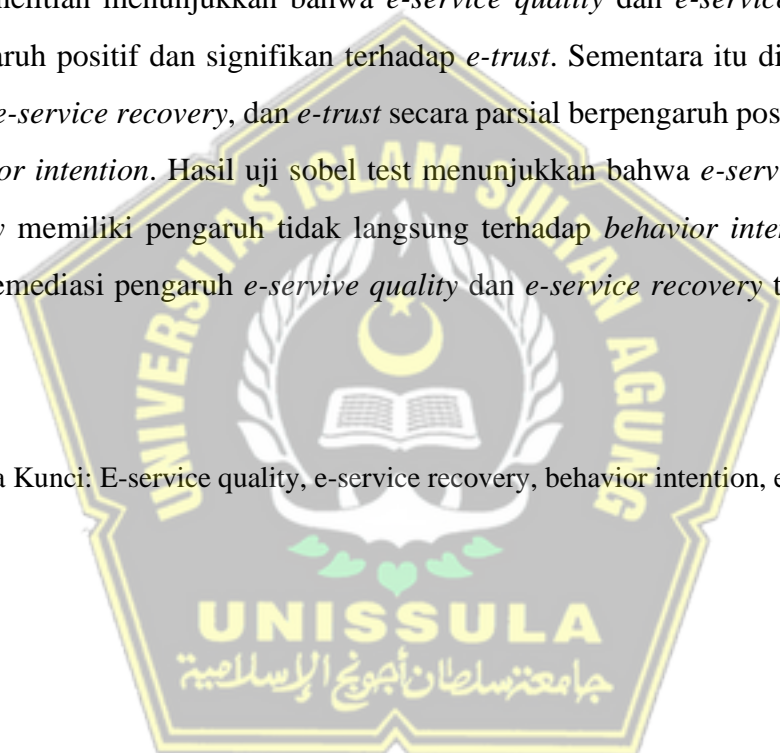 enelitian menunjukkan bahwa e-service quality dan e-service
aruh positif dan signifikan terhadap e-trust. Sementara itu di
e-service recovery, dan e-trust secara parsial berpengaruh pos
or intention. Hasil uji sobel test menunjukkan bahwa e-serv
y memiliki pengaruh tidak langsung terhadap behavior inte
emediasi pengaruh e-servive quality dan e-service recovery t
a Kunci: E-service quality, e-service recovery, behavior intention, e
UNIVERSITAS ISLAM SULTAN AGUNG
UNISSULA
جامعة سلطان أجونج الإسلامية